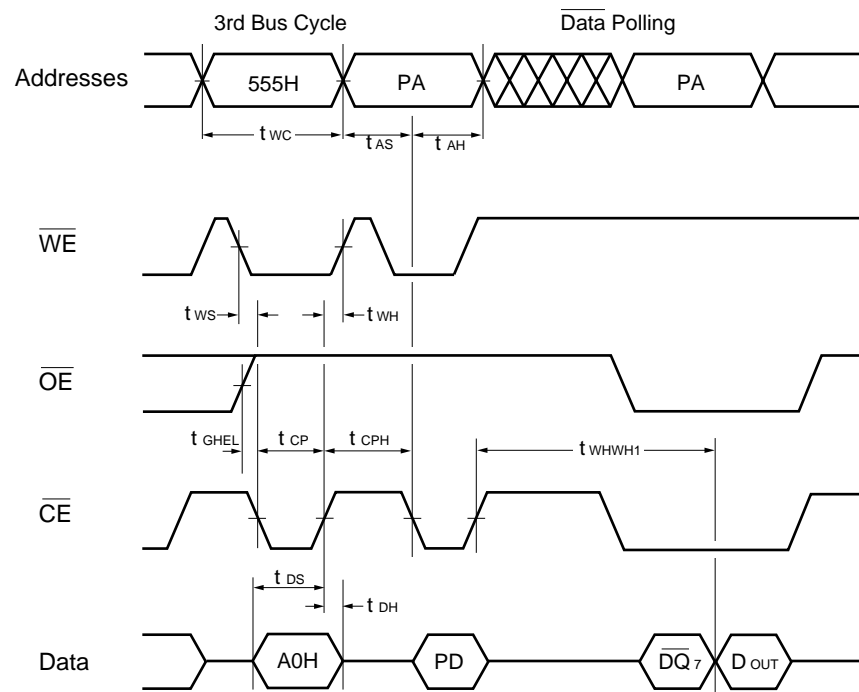 3rd Bus Cycle
Data Polling
Addresses
555H
PA
PA
t WC
t AS
t AH
WE
t WS
t WH
OE
t GHEL
t CP
t CPH
t WHWH1
CE
t DS
t DH
Data
A0H
PD
DQ 7
D OUT